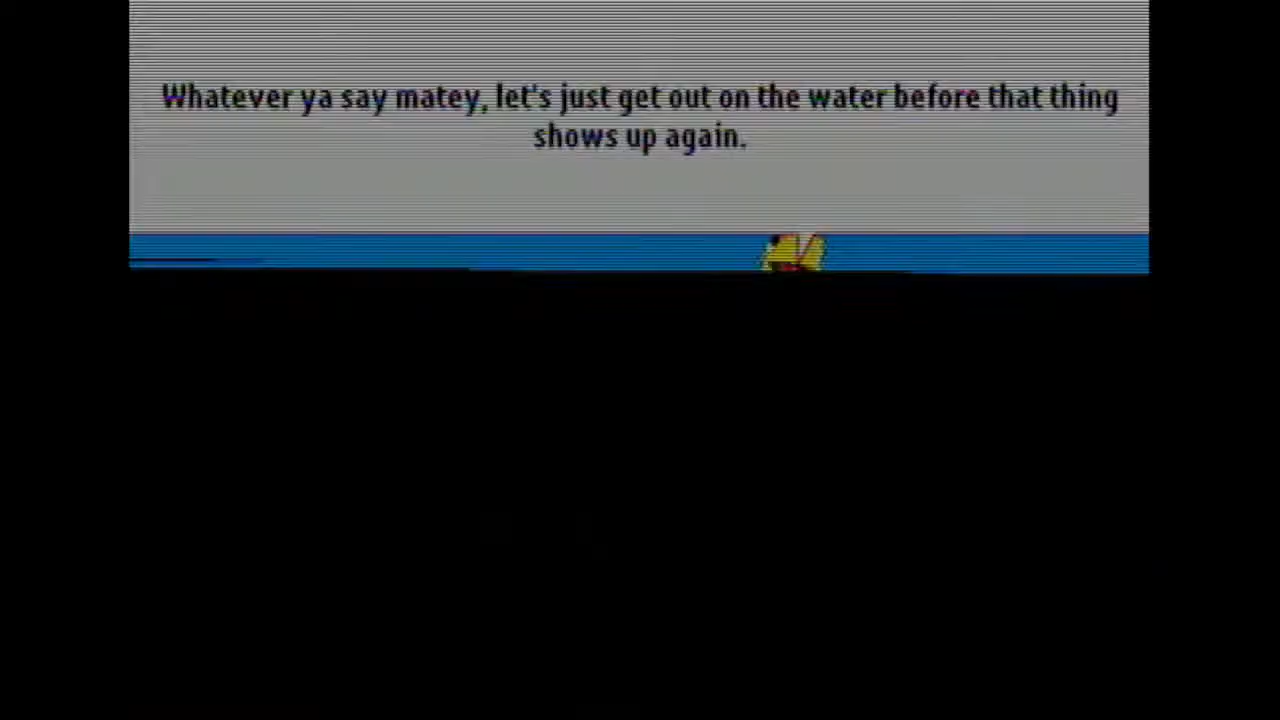 Whatever ya say matey, let's just get out on the water before that thing
shows up again.